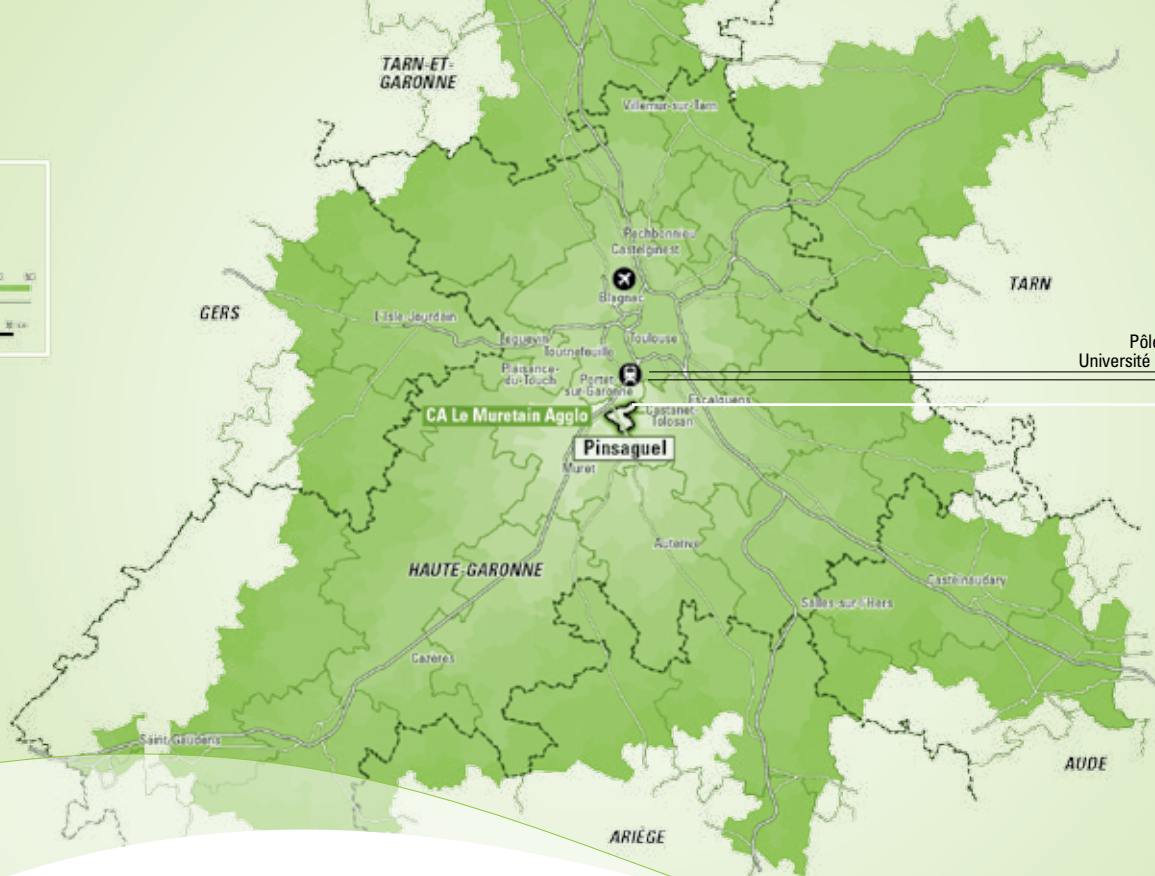 TARN-ET-
GARONNE
Villemur-sur-Tarn
Pechbonnieu
Castelginest
TARN
GERS
Blagnac
L'Isle-Jourdain
Léguevin
Toulouse
Tournefeuille
Pôle
Université
Plaisance-
du-Touch
Portet-
sur-Garonne
Escalquens
CA Le Muretain Agglo
Castanet-
Tolosan
Pinsaguel
Muret
Auterive
HAUTE-GARONNE
Castelnaudary
Salles-sur-l'Hers
Cazères
Saint-Gaudens
AUDE
ARIÈGE